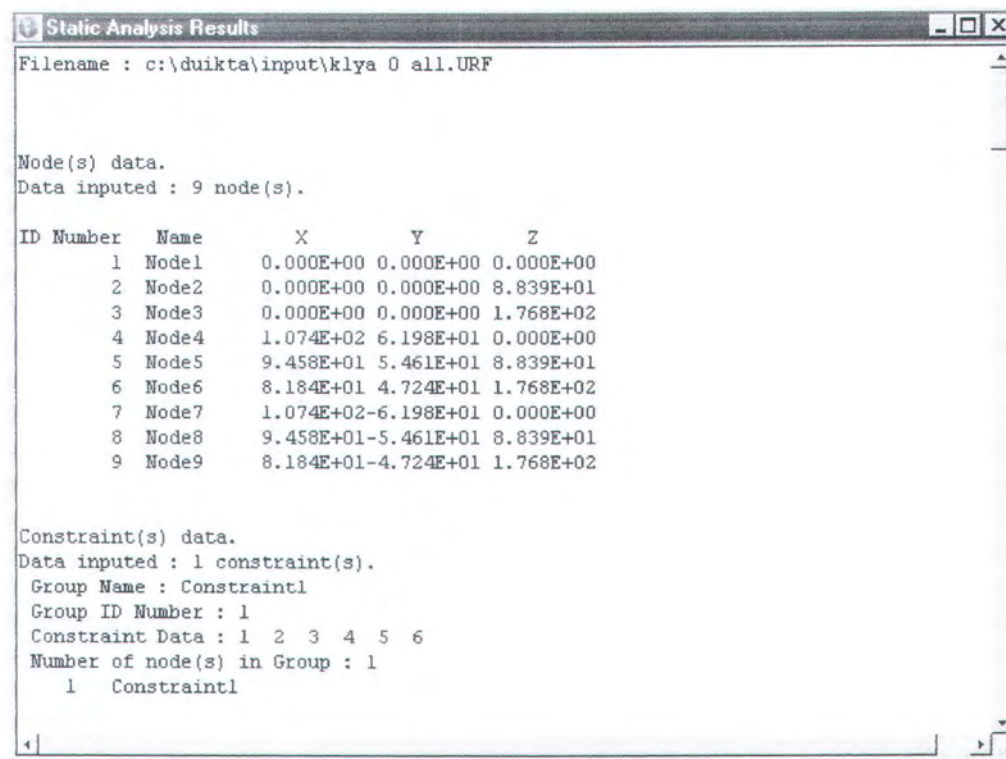 Static Analysis Results
Filename : c:\duikta\input\klya 0 all.URF
Node(s) data.
Data inputed : 9 node(s).
ID Number Name X Y Z
1 Node1 0.000E+00 0.000E+00 0.000E+00
2 Node2 0.000E+00 0.000E+00 8.839E+01
3 Node3 0.000E+00 0.000E+00 1.768E+02
4 Node4 1.074E+02 6.198E+01 0.000E+00
5 Node5 9.458E+01 5.461E+01 8.839E+01
6 Node6 8.184E+01 4.724E+01 1.768E+02
7 Node7 1.074E+02-6.198E+01 0.000E+00
8 Node8 9.458E+01-5.461E+01 8.839E+01
9 Node9 8.184E+01-4.724E+01 1.768E+02
Constraint(s) data.
Data inputed : 1 constraint(s).
Group Name : Constraint1
Group ID Number : 1
Constraint Data : 1 2 3 4 5 6
Number of node(s) in Group : 1
1 Constraint1